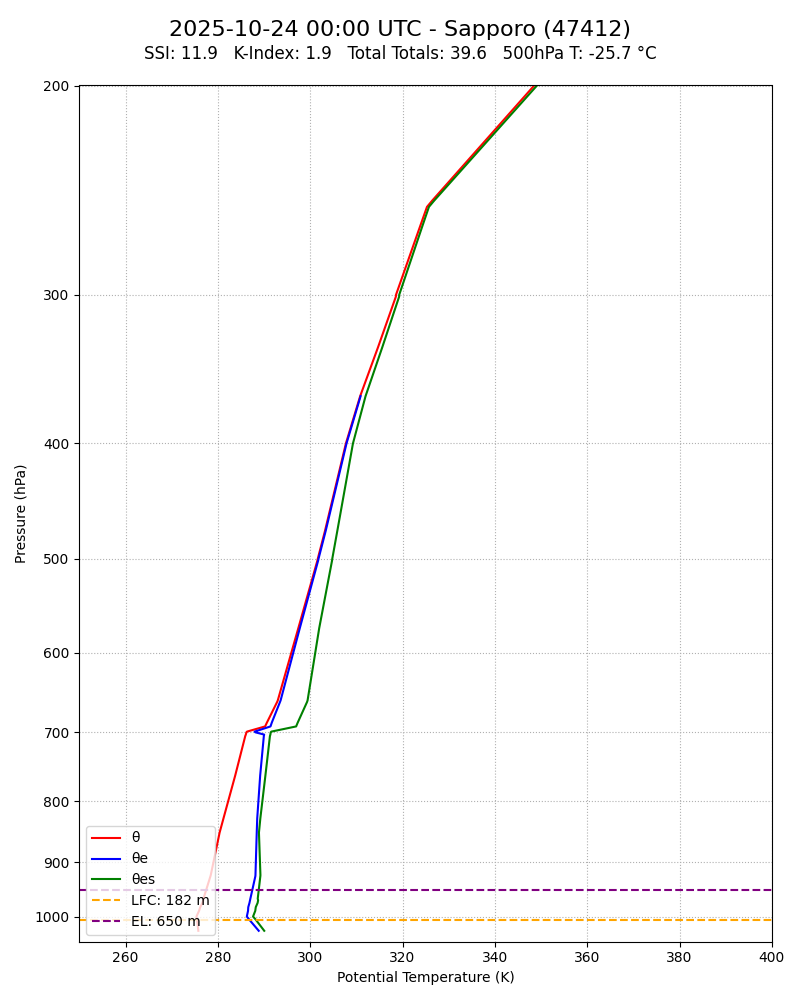 2025-10-24 00:00 UTC - Sapporo (47412)
SSI: 11.9 K-Index: 1.9 Total Totals: 39.6 500hPa T: -25.7 °C
200
300
400
500
600
700
800
900
1000
Pressure (hPa)
θ
θe
θes
LFC: 182 m
EL: 650 m
260 280 300 320 340 360 380 400
Potential Temperature (K)